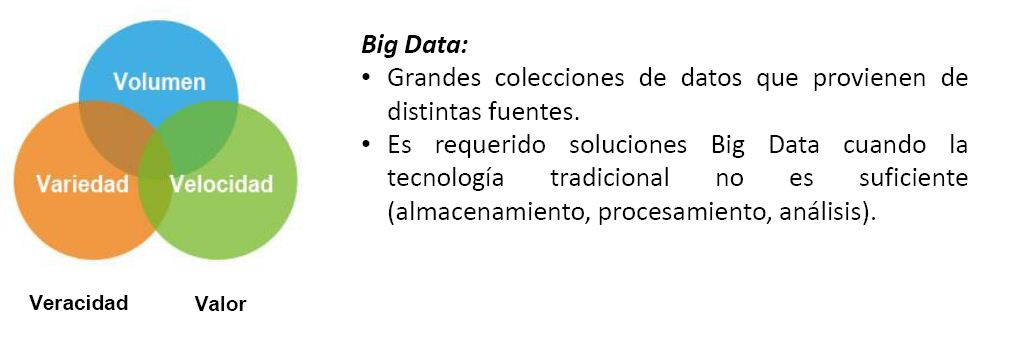 Volumen
Variedad
Velocidad
Veracidad
Valor
Big Data:
• Grandes colecciones de datos que provienen de
distintas fuentes.
• Es requerido soluciones Big Data cuando la
tecnología tradicional no es suficiente
(almacenamiento, procesamiento, análisis).